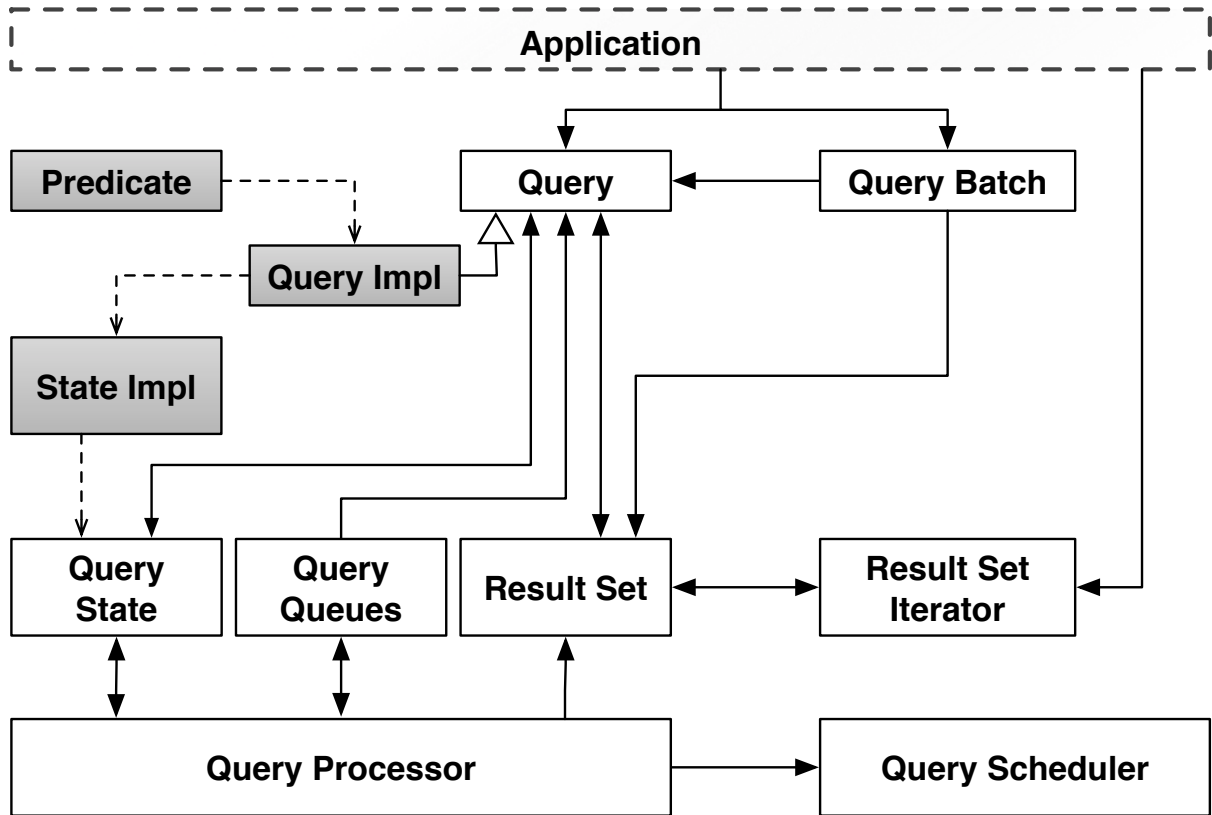 Application
Predicate
Query
Query Batch
Query Impl
State Impl
Query
State
Query
Queues
Result Set
Result Set
Iterator
Query Processor
Query Scheduler